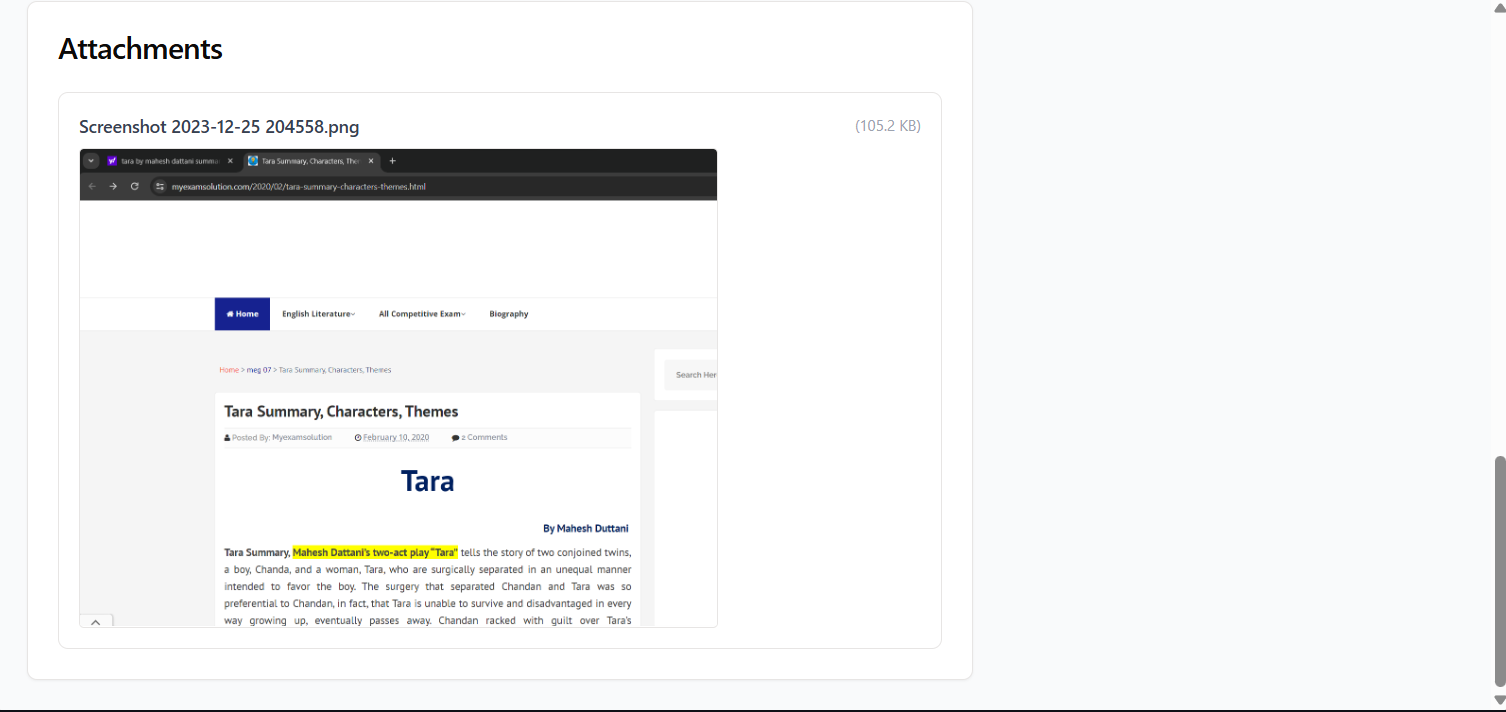 Attachments
Screenshot 2023-12-25 204558.png
(105.2 KB)
tara by mahesh dattani summa
Tara Summary, Characters, The
myexamsolution.com/2020/02/tara-summary-characters-themes.html
Home
English Literature
All Competitive Exam
Biography
Home > meg 07 > Tara Summary, Characters, Themes
Search Her
Tara Summary, Characters, Themes
Posted By: Myexamsolution
February 10, 2020
2 Comments
Tara
By Mahesh Duttani
Tara Summary, Mahesh Dattani's two-act play "Tara" tells the story of two conjoined twins,
a boy, Chanda, and a woman, Tara, who are surgically separated in an unequal manner
intended to favor the boy. The surgery that separated Chandan and Tara was so
preferential to Chandan, in fact, that Tara is unable to survive and disadvantaged in every
way growing up, eventually passes away. Chandan racked with guilt over Tara's